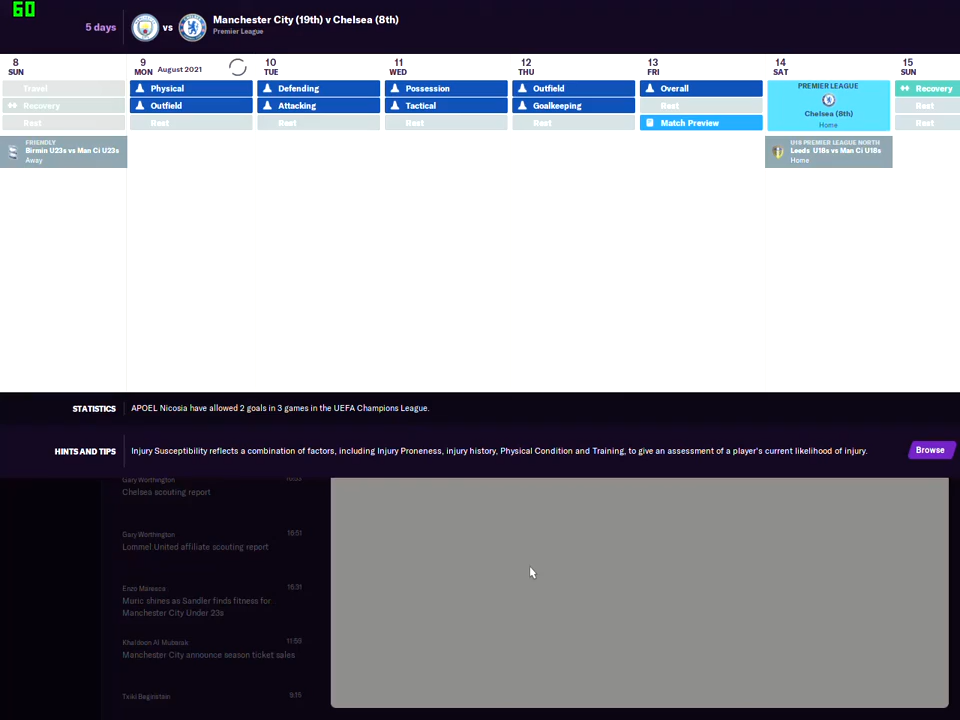 60
5 days
vs
Manchester City (19th) v Chelsea (8th)
Premier League
8
SUN
9
MON August 2021
10
TUE
11
WED
12
THU
13
FRI
14
SAT
15
SUN
Travel
Physical
Defending
Possession
Outfield
Overall
PREMIER LEAGUE
Chelsea (8th)
Home
Recovery
Recovery
Outfield
Attacking
Tactical
Goalkeeping
Rest
Rest
Rest
Rest
Rest
Rest
Rest
Match Preview
Rest
FRIENDLY
Birmin U23s vs Man Ci U23s
Away
U18 PREMIER LEAGUE NORTH
Leeds U18s vs Man Ci U18s
Home
STATISTICS
APOEL Nicosia have allowed 2 goals in 3 games in the UEFA Champions League.
HINTS AND TIPS
Injury Susceptibility reflects a combination of factors, including Injury Proneness, injury history, Physical Condition and Training, to give an assessment of a player's current likelihood of injury.
Browse
Gary Worthington
Chelsea scouting report
Gary Worthington 16:51
Lommel United affiliate scouting report
Enzo Maresca 16:31
Muric shines as Sandler finds fitness for
Manchester City Under 23s
Khaldoon Al Mubarak 11:59
Manchester City announce season ticket sales
Txiki Begiristain 9:15